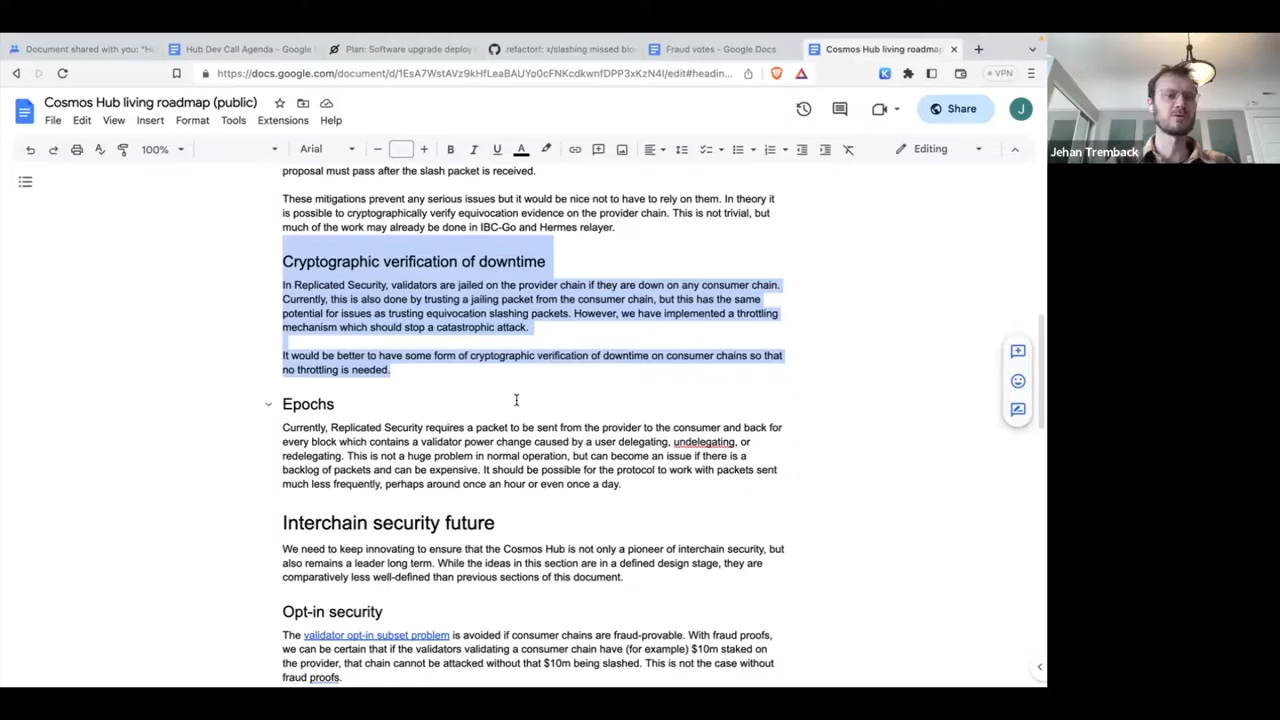 Document shared with you: "Hu
Hub Dev Call Agenda - Google
Plan: Software upgrade deploy
refactor!: x/slashing missed blo
Fraud votes - Google Docs
Cosmos Hub living roadmap
https://docs.google.com/document/d/1EsA7WstAVz9kHfLeaBAUYo0cFNKcdkwnfDPP3xKzN4I/edit#headin...
VPN
Cosmos Hub living roadmap (public)
File Edit View Insert Format Tools Extensions Help
Share
J
100%
Arial
B I U A
Editing
Jehan Tremback
proposal must pass after the slash packet is received.
These mitigations prevent any serious issues but it would be nice not to have to rely on them. In theory it
is possible to cryptographically verify equivocation evidence on the provider chain. This is not trivial, but
much of the work may already be done in IBC-Go and Hermes relayer.
Cryptographic verification of downtime
In Replicated Security, validators are jailed on the provider chain if they are down on any consumer chain.
Currently, this is also done by trusting a jailing packet from the consumer chain, but this has the same
potential for issues as trusting equivocation slashing packets. However, we have implemented a throttling
mechanism which should stop a catastrophic attack.
It would be better to have some form of cryptographic verification of downtime on consumer chains so that
no throttling is needed.
Epochs
Currently, Replicated Security requires a packet to be sent from the provider to the consumer and back for
every block which contains a validator power change caused by a user delegating, undelegating, or
redelegating. This is not a huge problem in normal operation, but can become an issue if there is a
backlog of packets and can be expensive. It should be possible for the protocol to work with packets sent
much less frequently, perhaps around once an hour or even once a day.
Interchain security future
We need to keep innovating to ensure that the Cosmos Hub is not only a pioneer of interchain security, but
also remains a leader long term. While the ideas in this section are in a defined design stage, they are
comparatively less well-defined than previous sections of this document.
Opt-in security
The validator opt-in subset problem is avoided if consumer chains are fraud-provable. With fraud proofs,
we can be certain that if the validators validating a consumer chain have (for example) $10m staked on
the provider, that chain cannot be attacked without that $10m being slashed. This is not the case without
fraud proofs.